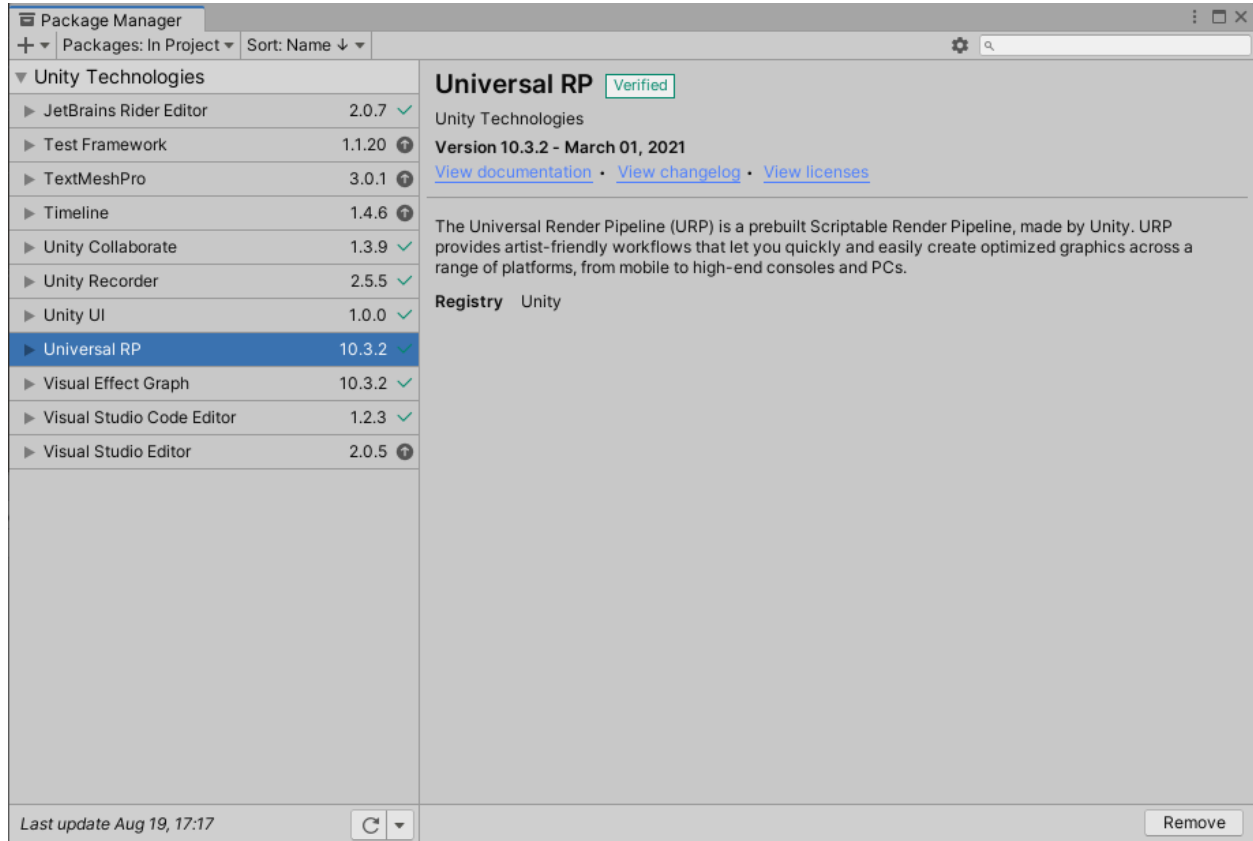 Package Manager
Packages: In Project Sort: Name ↓
Unity Technologies
JetBrains Rider Editor 2.0.7
Test Framework 1.1.20
TextMeshPro 3.0.1
Timeline 1.4.6
Unity Collaborate 1.3.9
Unity Recorder 2.5.5
Unity UI 1.0.0
Universal RP 10.3.2
Visual Effect Graph 10.3.2
Visual Studio Code Editor 1.2.3
Visual Studio Editor 2.0.5
Last update Aug 19, 17:17
Universal RP Verified
Unity Technologies
Version 10.3.2 - March 01, 2021
View documentation • View changelog • View licenses
The Universal Render Pipeline (URP) is a prebuilt Scriptable Render Pipeline, made by Unity. URP
provides artist-friendly workflows that let you quickly and easily create optimized graphics across a
range of platforms, from mobile to high-end consoles and PCs.
Registry Unity
Remove